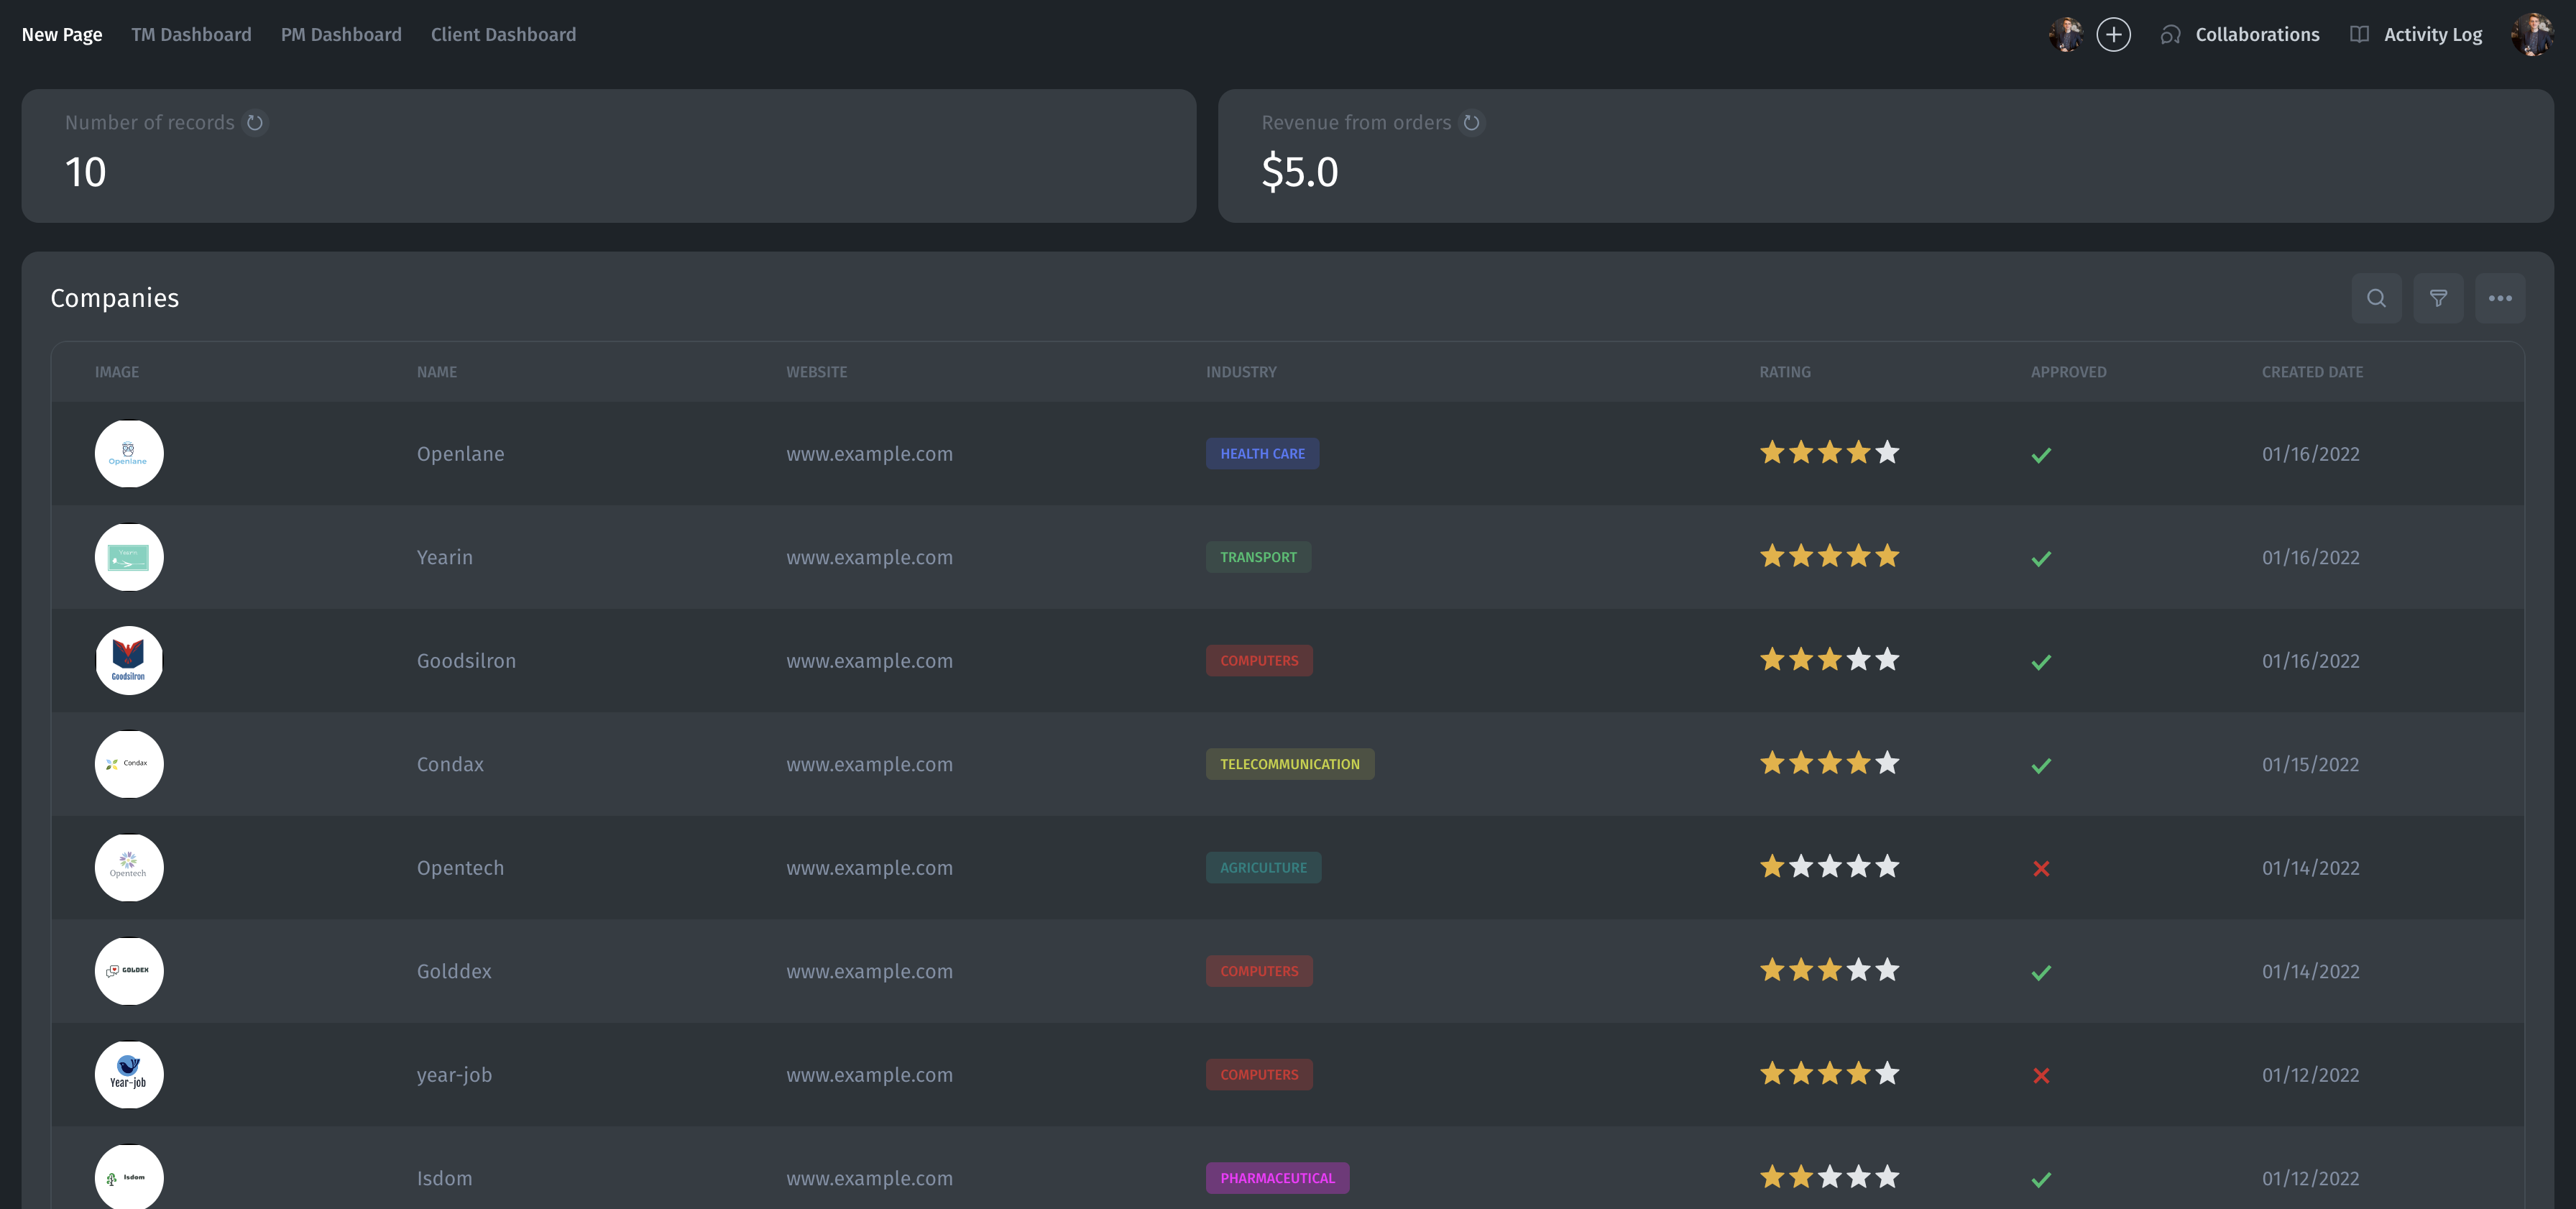 New Page TM Dashboard PM Dashboard Client Dashboard Collaborations Activity Log
Number of records
10
Revenue from orders
$5.0
Companies
IMAGE NAME WEBSITE INDUSTRY RATING APPROVED CREATED DATE
Openlane Openlane www.example.com HEALTH CARE 01/16/2022
Yearin www.example.com TRANSPORT 01/16/2022
Goodsilron Goodsilron www.example.com COMPUTERS 01/16/2022
Condax Condax www.example.com TELECOMMUNICATION 01/15/2022
Opentech Opentech www.example.com AGRICULTURE 01/14/2022
GOLDEX Golddex www.example.com COMPUTERS 01/14/2022
Year-job year-job www.example.com COMPUTERS 01/12/2022
Isdom Isdom www.example.com PHARMACEUTICAL 01/12/2022